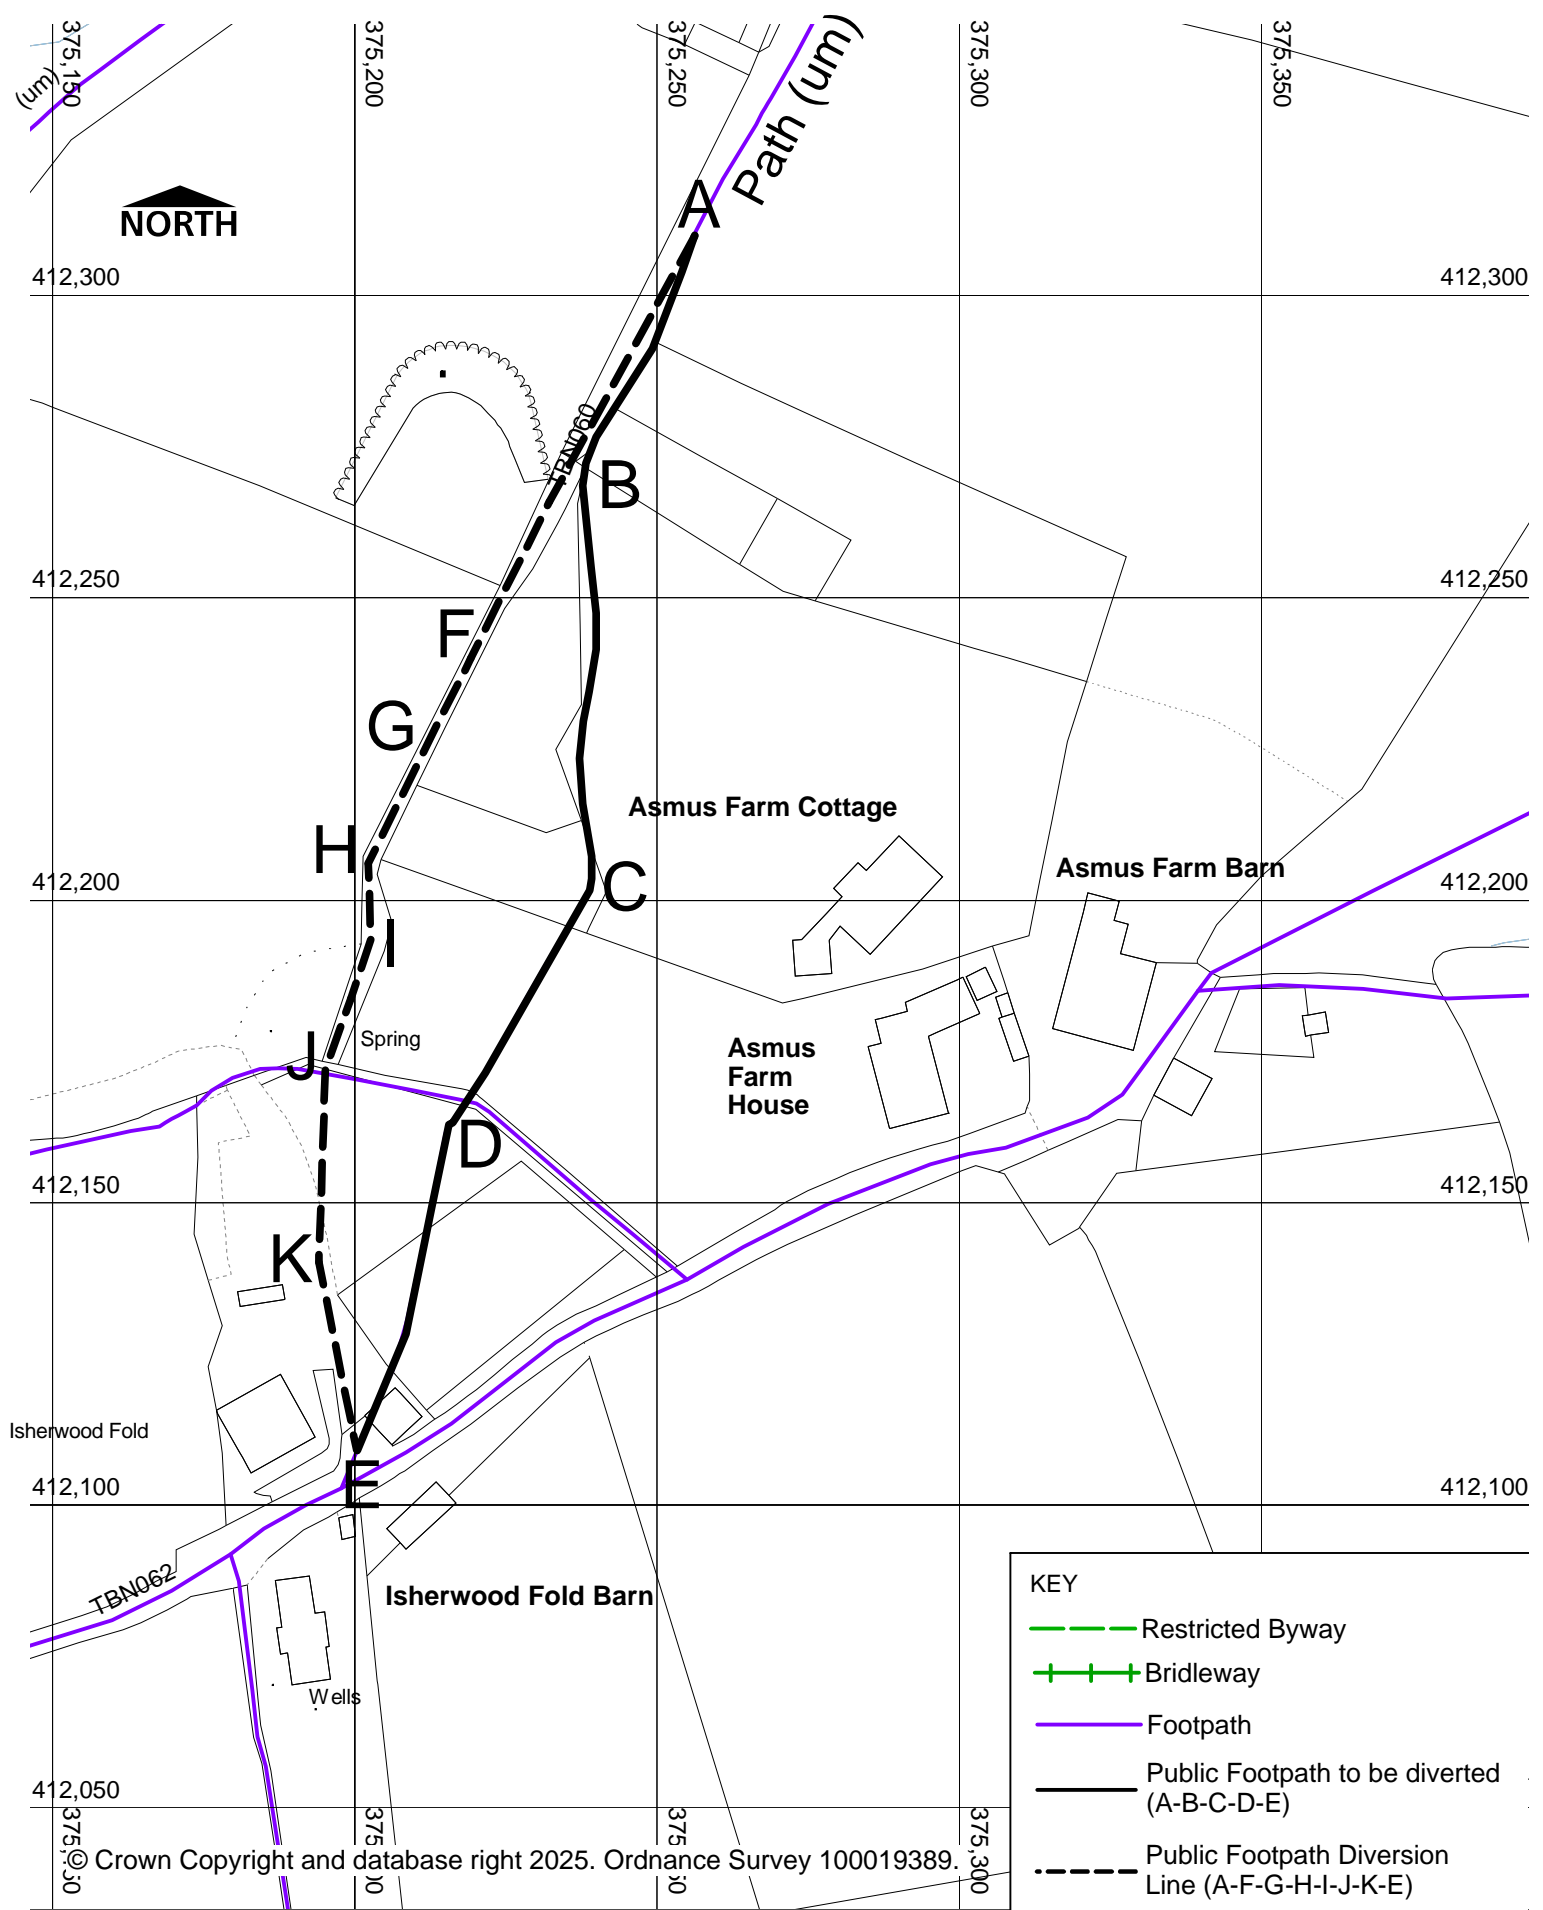 375,150
375,200
375,250
375,300
375,350
(um)
Path (um)
NORTH
A
412,300
412,300
TBN060
B
412,250
412,250
F
G
Asmus Farm Cottage
H
Asmus Farm Barn
412,200
412,200
C
I
Spring
J
Asmus
Farm
House
D
412,150
412,150
K
Isherwood Fold
E
412,100
412,100
TBN062
Isherwood Fold Barn
Wells
KEY
Restricted Byway
Bridleway
Footpath
Public Footpath to be diverted
(A-B-C-D-E)
Public Footpath Diversion
Line (A-F-G-H-I-J-K-E)
412,050
375,300
© Crown Copyright and database right 2025. Ordnance Survey 100019389.